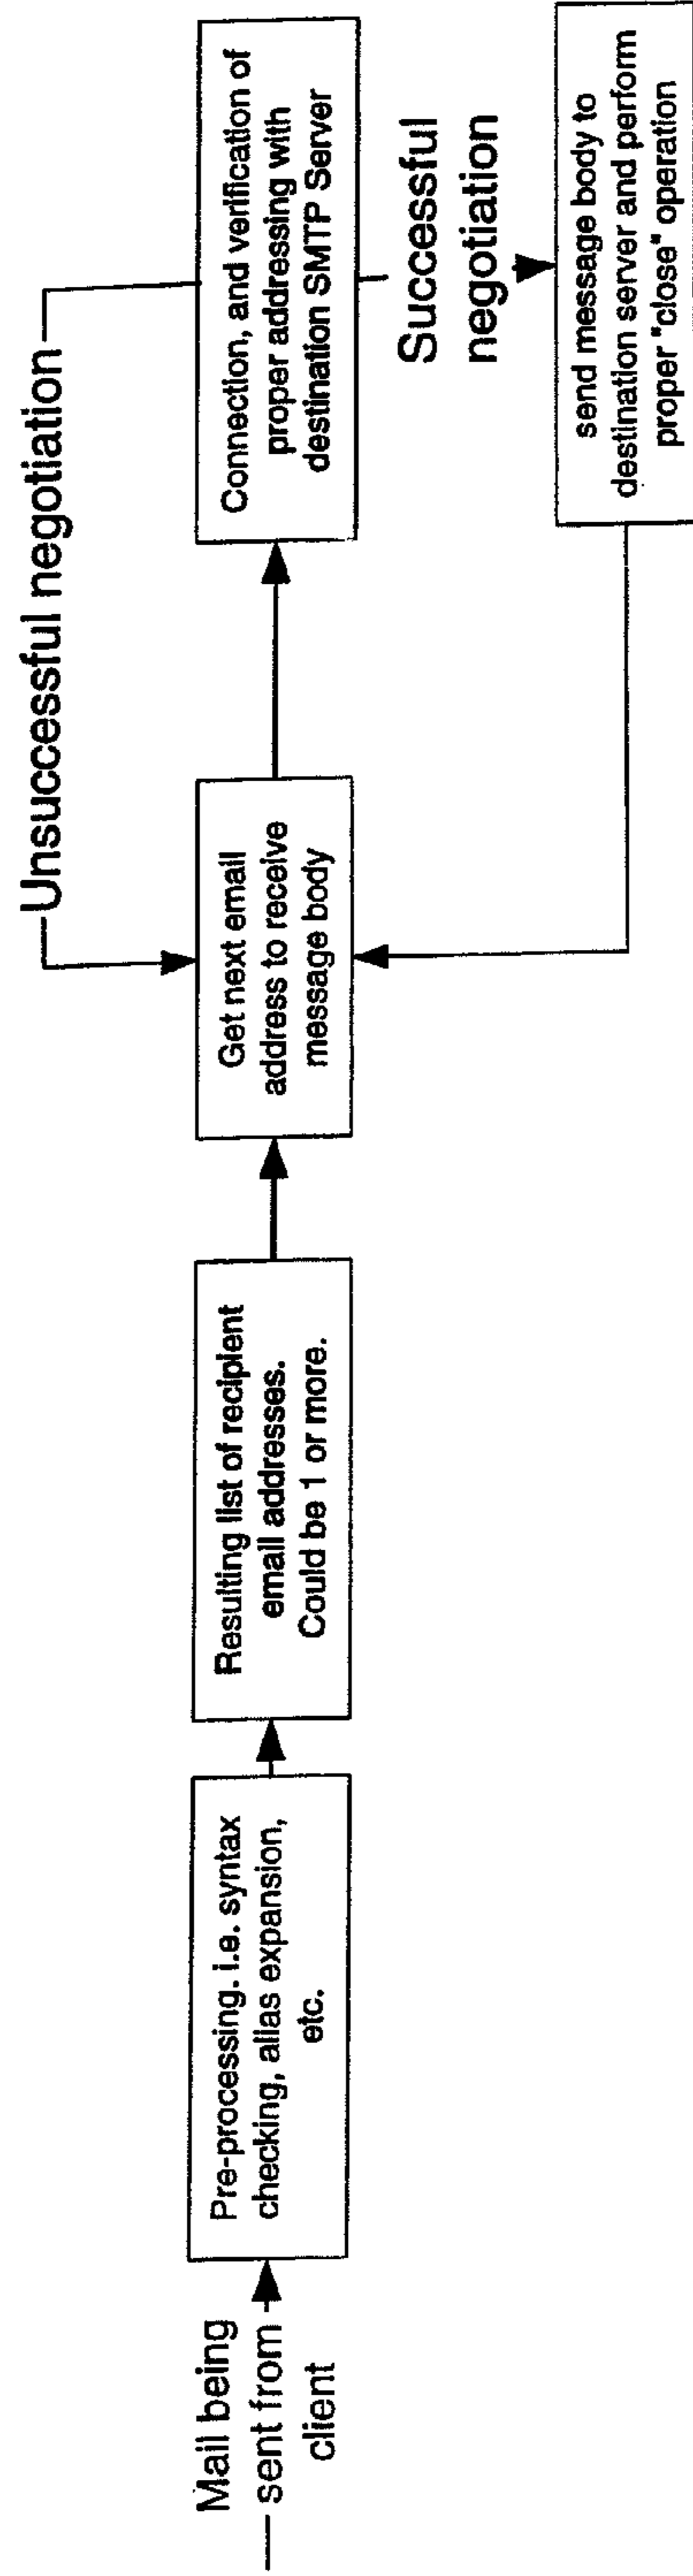 Mail being
sent from
client
Pre-processing. i.e. syntax
checking, alias expansion,
etc.
Resulting list of recipient
email addresses.
Could be 1 or more.
Get next email
address to receive
message body
Unsuccessful negotiation
Connection, and verification of
proper addressing with
destination SMTP Server
Successful
negotiation
send message body to
destination server and perform
proper "close" operation